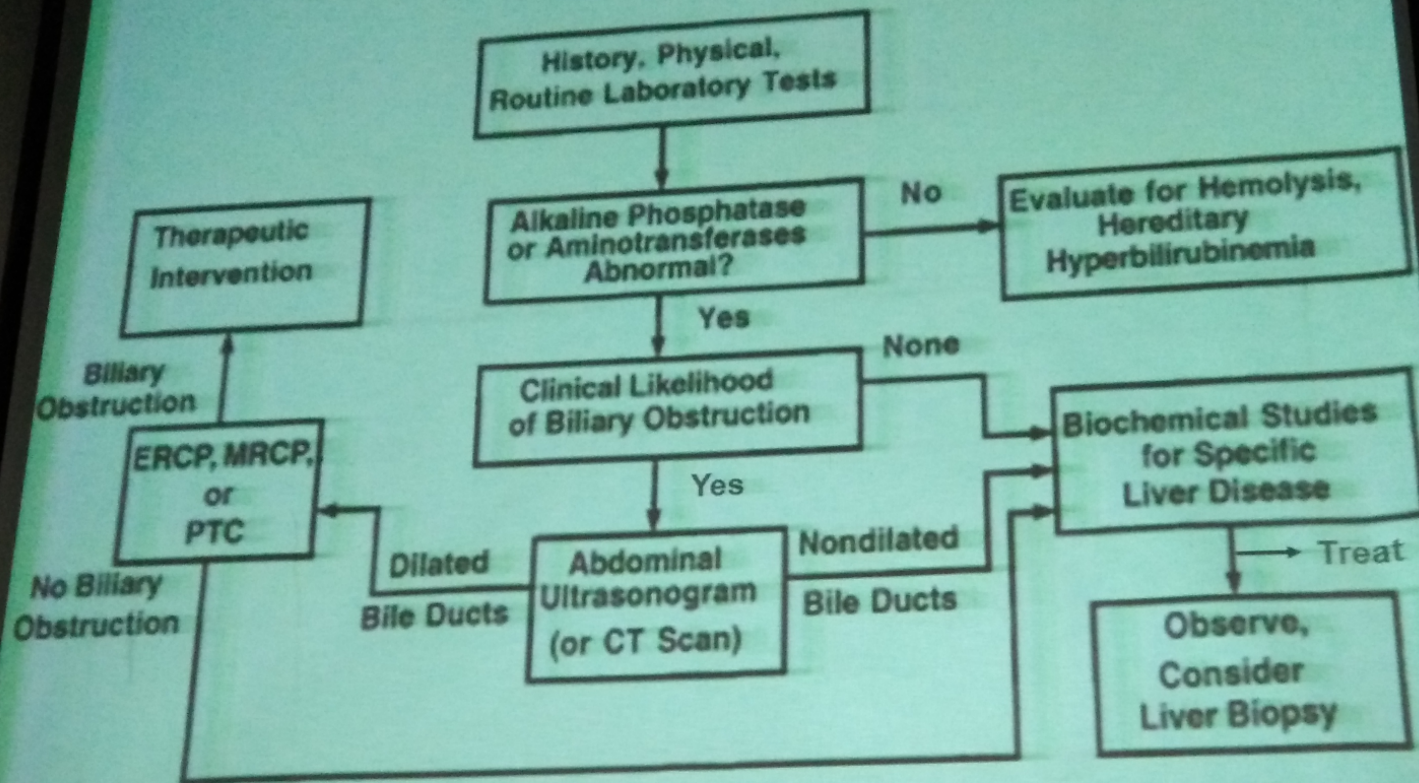 History, Physical,
Routine Laboratory Tests
Alkaline Phosphatase
or Aminotransferases
Abnormal?
No
Evaluate for Hemolysis,
Hereditary
Hyperbilirubinemia
Therapeutic
Intervention
Yes
Clinical Likelihood
of Biliary Obstruction
None
Biliary
Obstruction
Biochemical Studies
for Specific
Liver Disease
ERCP, MRCP,
or
PTC
Yes
Abdominal
Ultrasonogram
(or CT Scan)
Dilated
Bile Ducts
Nondilated
Bile Ducts
No Biliary
Obstruction
Treat
Observe,
Consider
Liver Biopsy